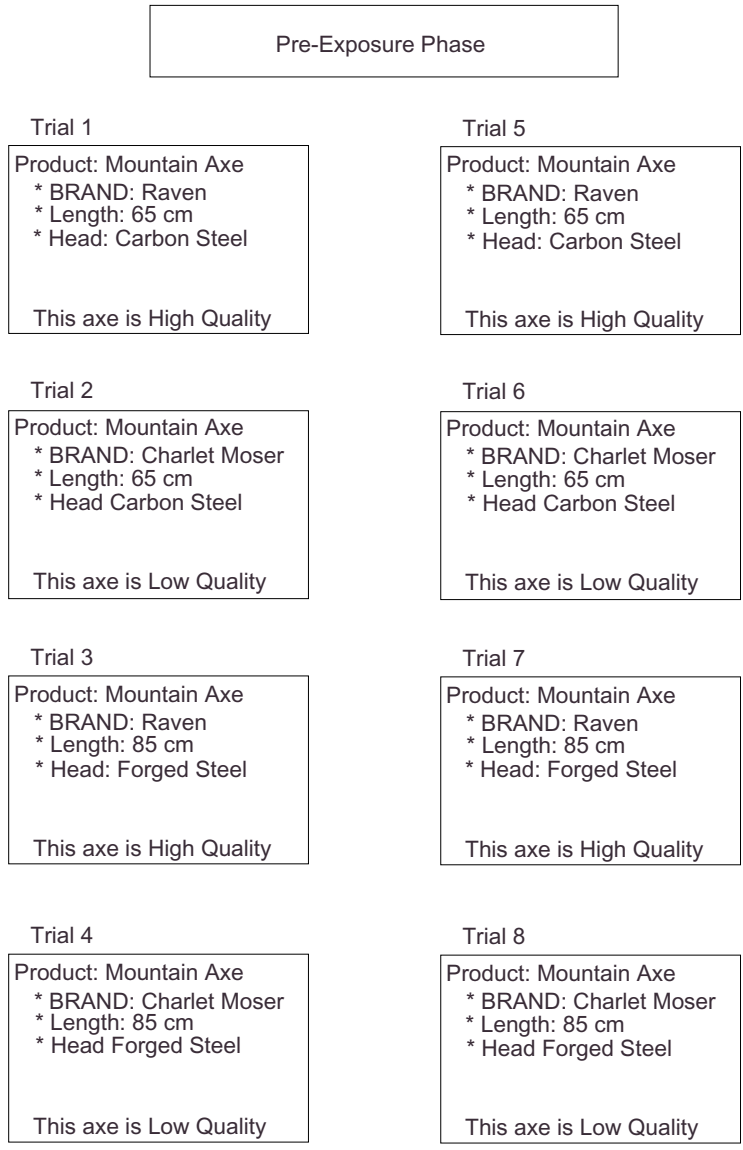 Pre-Exposure Phase
Trial 1
Product: Mountain Axe
* BRAND: Raven
* Length: 65 cm
* Head: Carbon Steel
This axe is High Quality
Trial 2
Product: Mountain Axe
* BRAND: Charlet Moser
* Length: 65 cm
* Head Carbon Steel
This axe is Low Quality
Trial 3
Product: Mountain Axe
* BRAND: Raven
* Length: 85 cm
* Head: Forged Steel
This axe is High Quality
Trial 4
Product: Mountain Axe
* BRAND: Charlet Moser
* Length: 85 cm
* Head Forged Steel
This axe is Low Quality
Trial 5
Product: Mountain Axe
* BRAND: Raven
* Length: 65 cm
* Head: Carbon Steel
This axe is High Quality
Trial 6
Product: Mountain Axe
* BRAND: Charlet Moser
* Length: 65 cm
* Head Carbon Steel
This axe is Low Quality
Trial 7
Product: Mountain Axe
* BRAND: Raven
* Length: 85 cm
* Head: Forged Steel
This axe is High Quality
Trial 8
Product: Mountain Axe
* BRAND: Charlet Moser
* Length: 85 cm
* Head Forged Steel
This axe is Low Quality